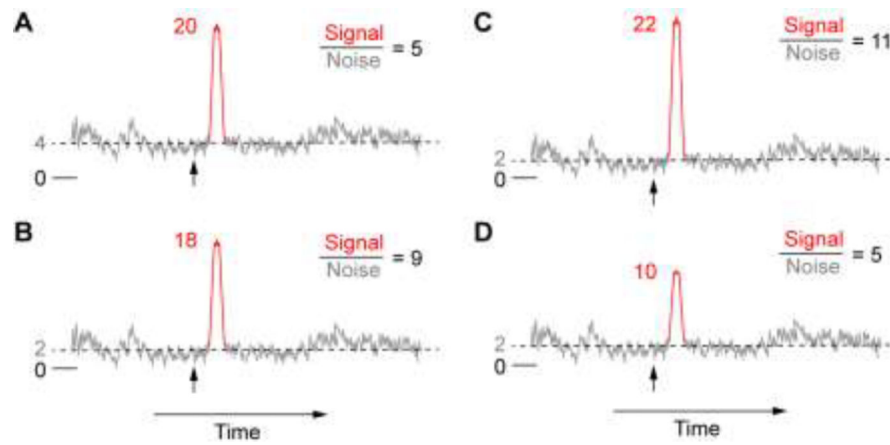 A
20
Signal
Noise
= 5
4
0
B
18
Signal
Noise
= 9
2
0
Time
C
22
Signal
Noise
= 11
2
0
D
10
Signal
Noise
= 5
2
0
Time